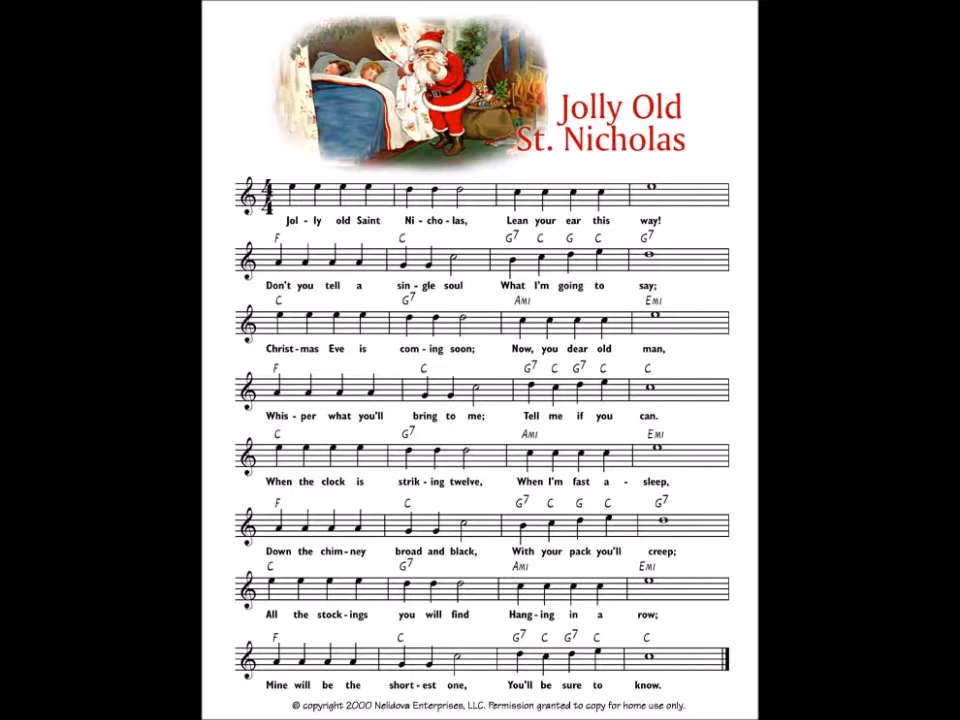 Jolly Old
St. Nicholas
4
4
Jol - ly old Saint Ni - cho - las, Lean your ear this way!
F C G7 C G C G7
Don't you tell a sin - gle soul What I'm going to say;
C G7 AMI EMI
Christ - mas Eve is com - ing soon; Now, you dear old man,
F C G7 C G7 C C
Whis - per what you'll bring to me; Tell me if you can.
C G7 AMI EMI
When the clock is strik - ing twelve, When I'm fast a - sleep,
F C G7 C G C G7
Down the chim - ney broad and black, With your pack you'll creep;
C G7 AMI EMI
All the stock - ings you will find Hang - ing in a row;
F C G7 C G7 C C
Mine will be the short - est one, You'll be sure to know.
© copyright 2000 Nelidova Enterprises, LLC. Permission granted to copy for home use only.